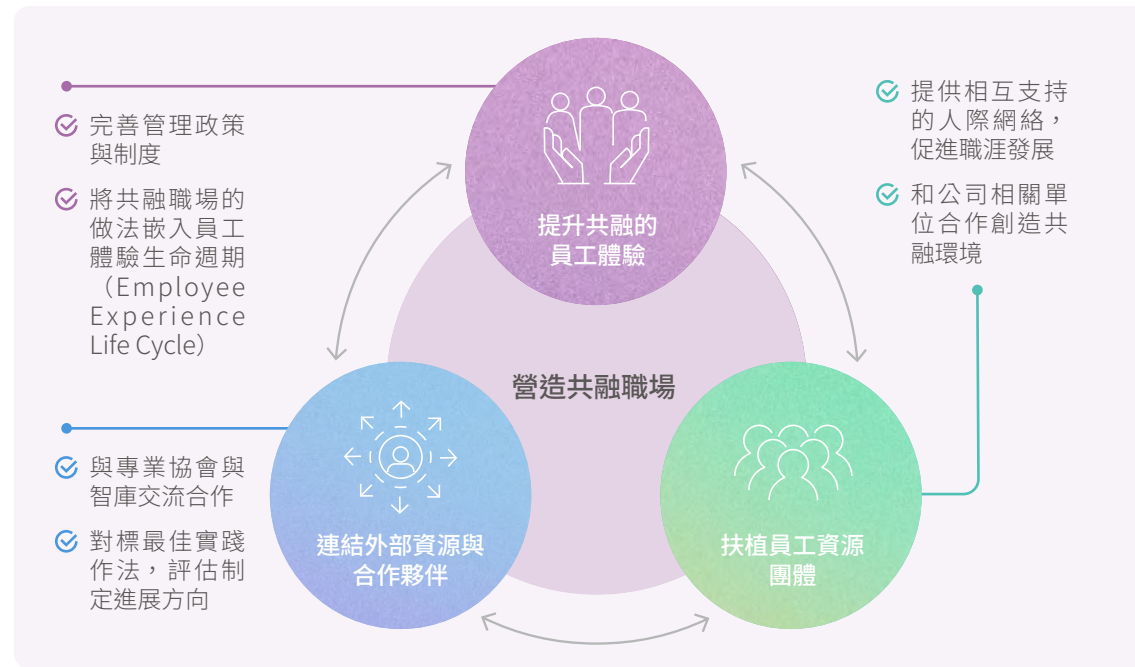 完善管理政策
與制度
將共融職場的
做法嵌入員工
體驗生命週期
（Employee
Experience
Life Cycle）
提升共融的
員工體驗
提供相互支持
的人際網絡，
促進職涯發展
和公司相關單
位合作創造共
融環境
營造共融職場
與專業協會與
智庫交流合作
對標最佳實踐
作法，評估制
定進展方向
連結外部資源與
合作夥伴
扶植員工資源
團體